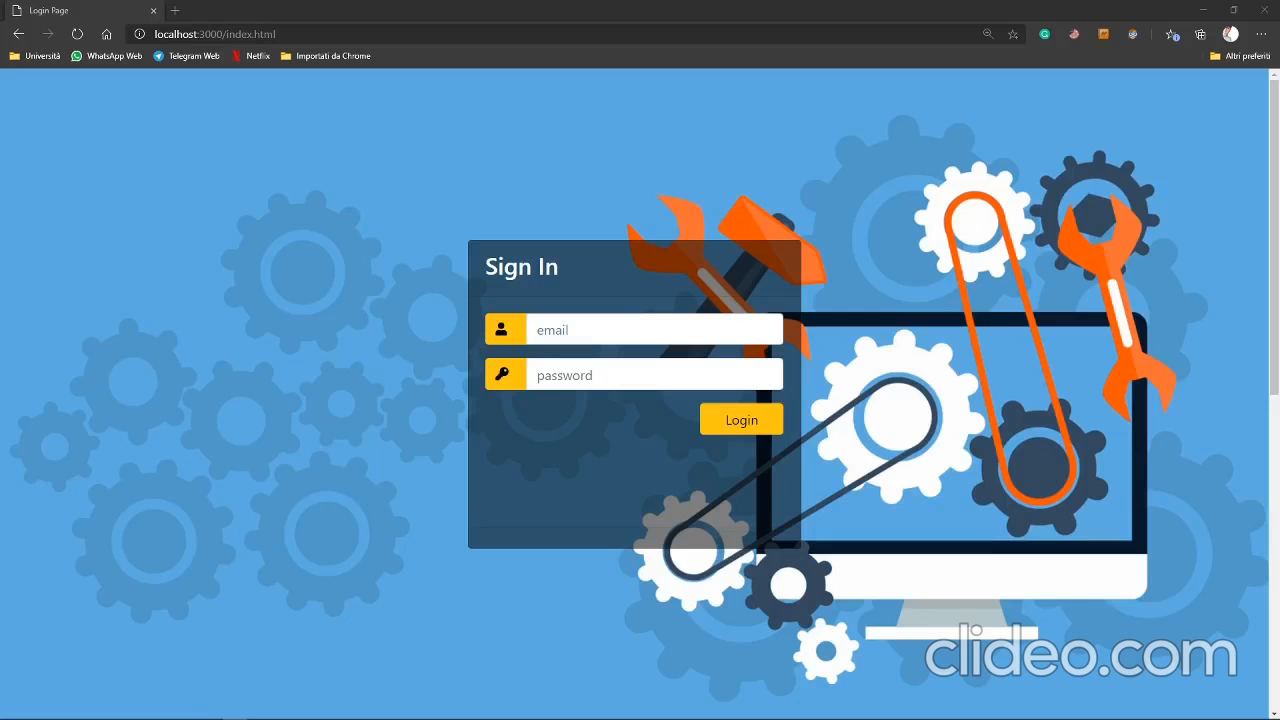 Login Page
localhost:3000/index.html
Università WhatsApp Web Telegram Web Netflix Importati da Chrome Altri preferiti
Sign In
email
password
Login
clideo.com